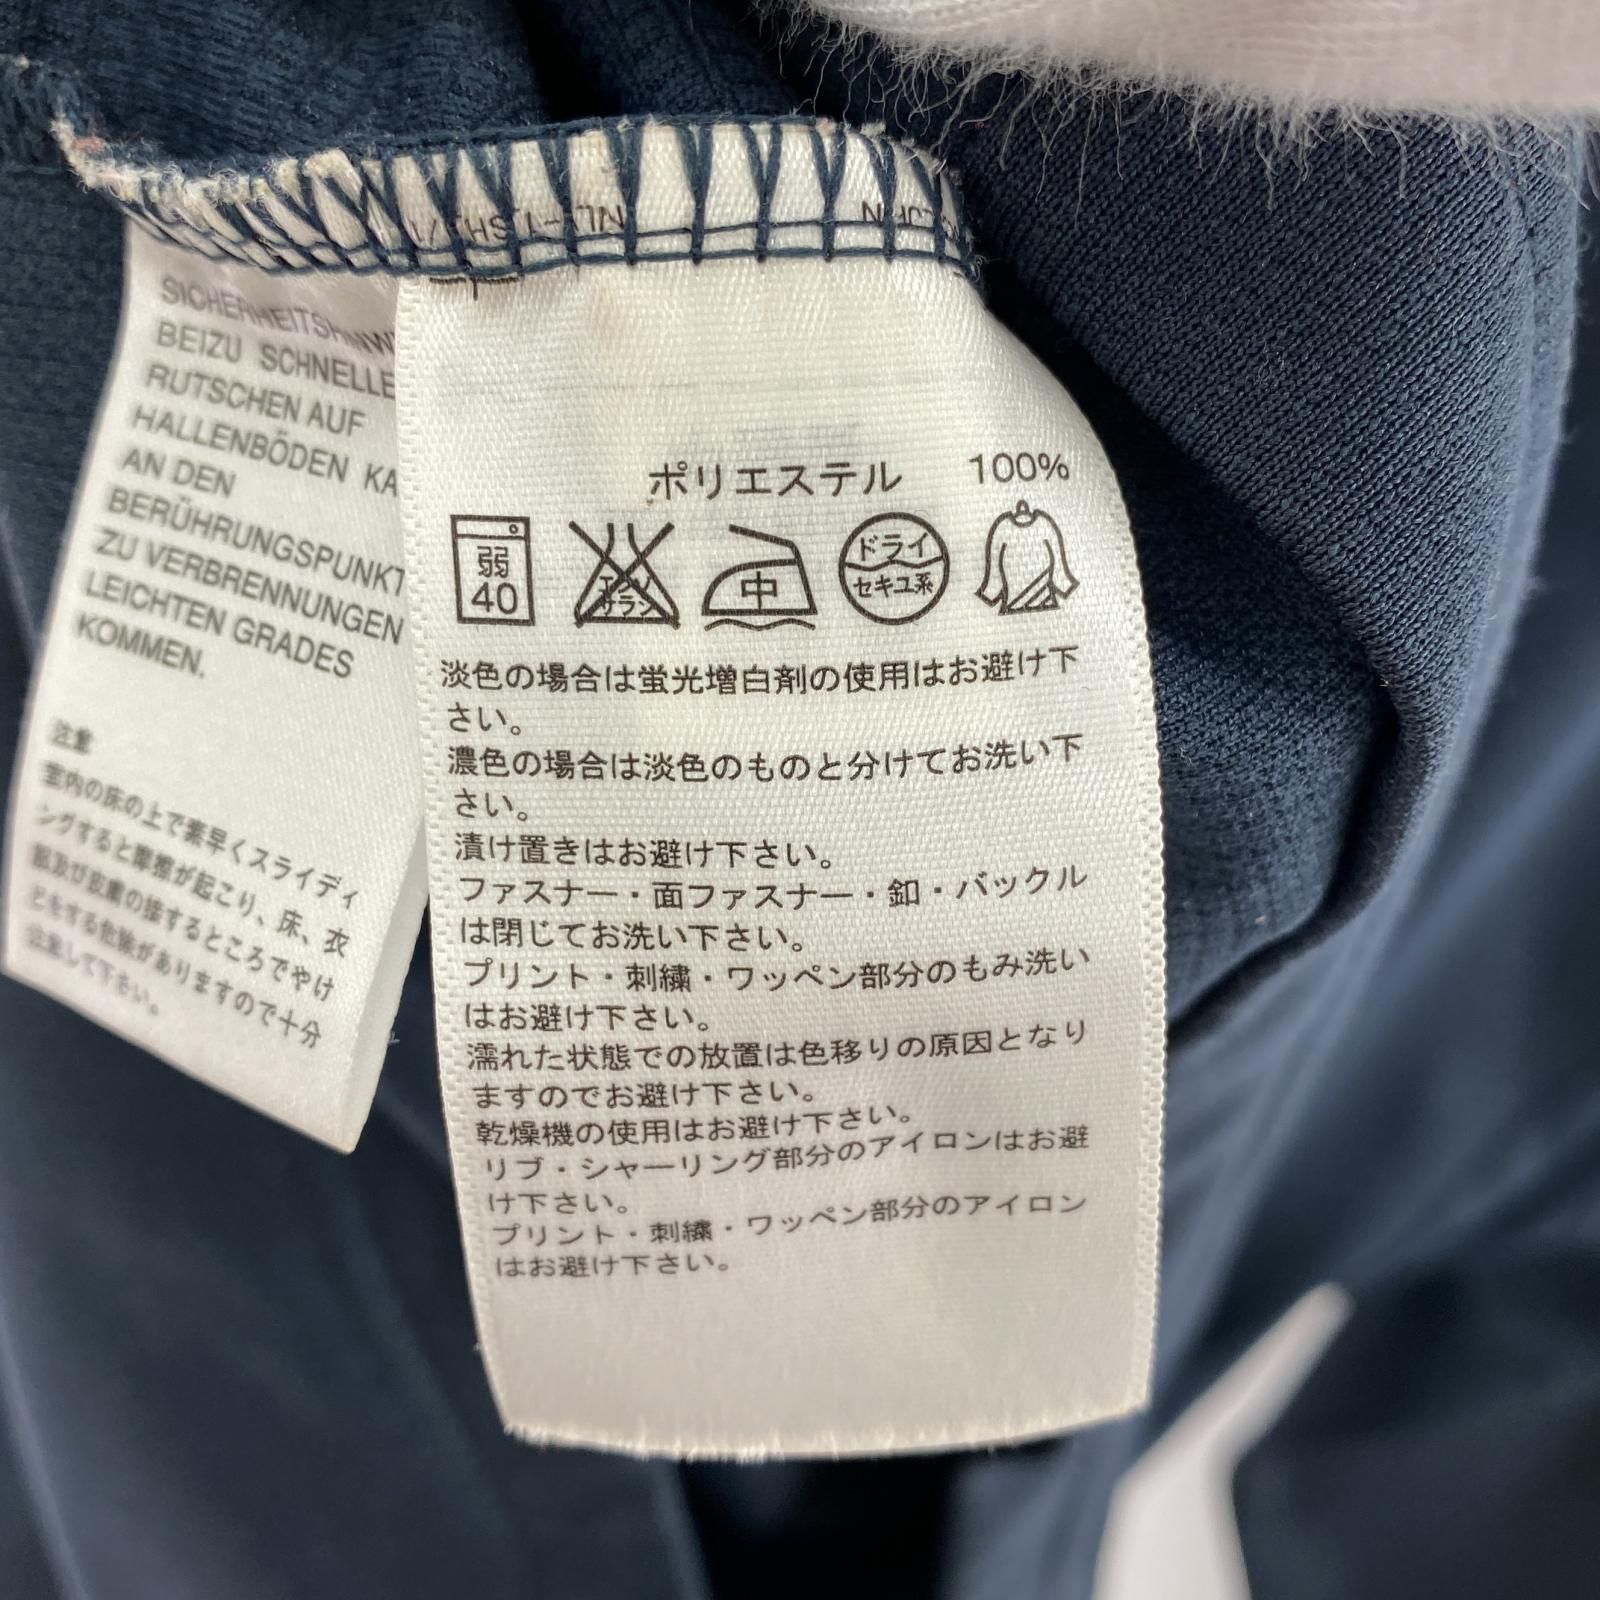 BEIZU SCHNELLE
RUTSCHEN AUF
HALLENBÖDEN KA
AN DEN
BERÜHRUNGSPUNKT
ZU VERBRENNUNGEN
LEICHTEN GRADES
KOMMEN.
注意
室内の床の上で素早くスライディ
ングすると摩擦が起こり、床、衣
服及び皮膚の接するところでやけ
どをする危険がありますので十分
注意して下さい。
ポリエステル 100%
弱
40
エンソ
サラシ
中
ドライ
セキユ系
淡色の場合は蛍光増白剤の使用はお避け下
さい。
濃色の場合は淡色のものと分けてお洗い下
さい。
漬け置きはお避け下さい。
ファスナー・面ファスナー・釦・バックル
は閉じてお洗い下さい。
プリント・刺繍・ワッペン部分のもみ洗い
はお避け下さい。
濡れた状態での放置は色移りの原因となり
ますのでお避け下さい。
乾燥機の使用はお避け下さい。
リブ・シャーリング部分のアイロンはお避
け下さい。
プリント・刺繍・ワッペン部分のアイロン
はお避け下さい。